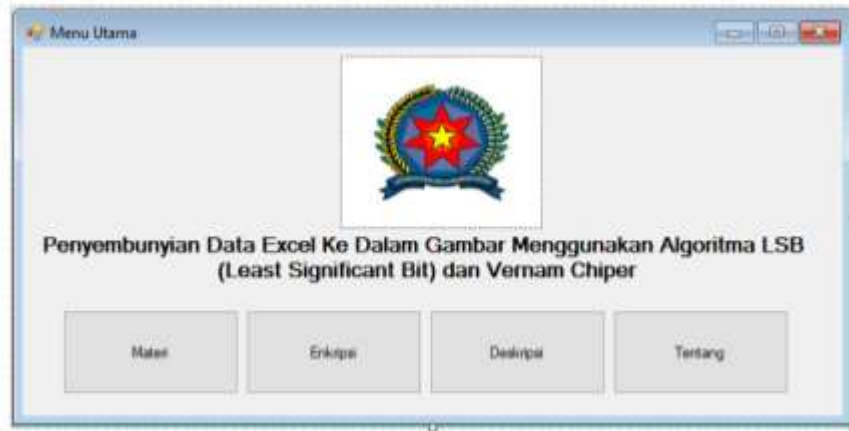 Menu Utama
Penyembunyian Data Excel Ke Dalam Gambar Menggunakan Algoritma LSB
(Least Significant Bit) dan Vernam Chiper
Materi
Enkripsi
Deskripsi
Tentang